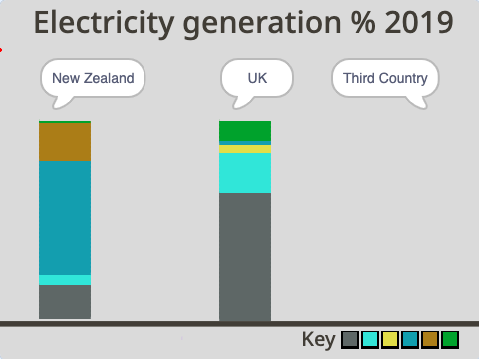 Electricity generation % 2019
New Zealand
UK
Third Country
Key